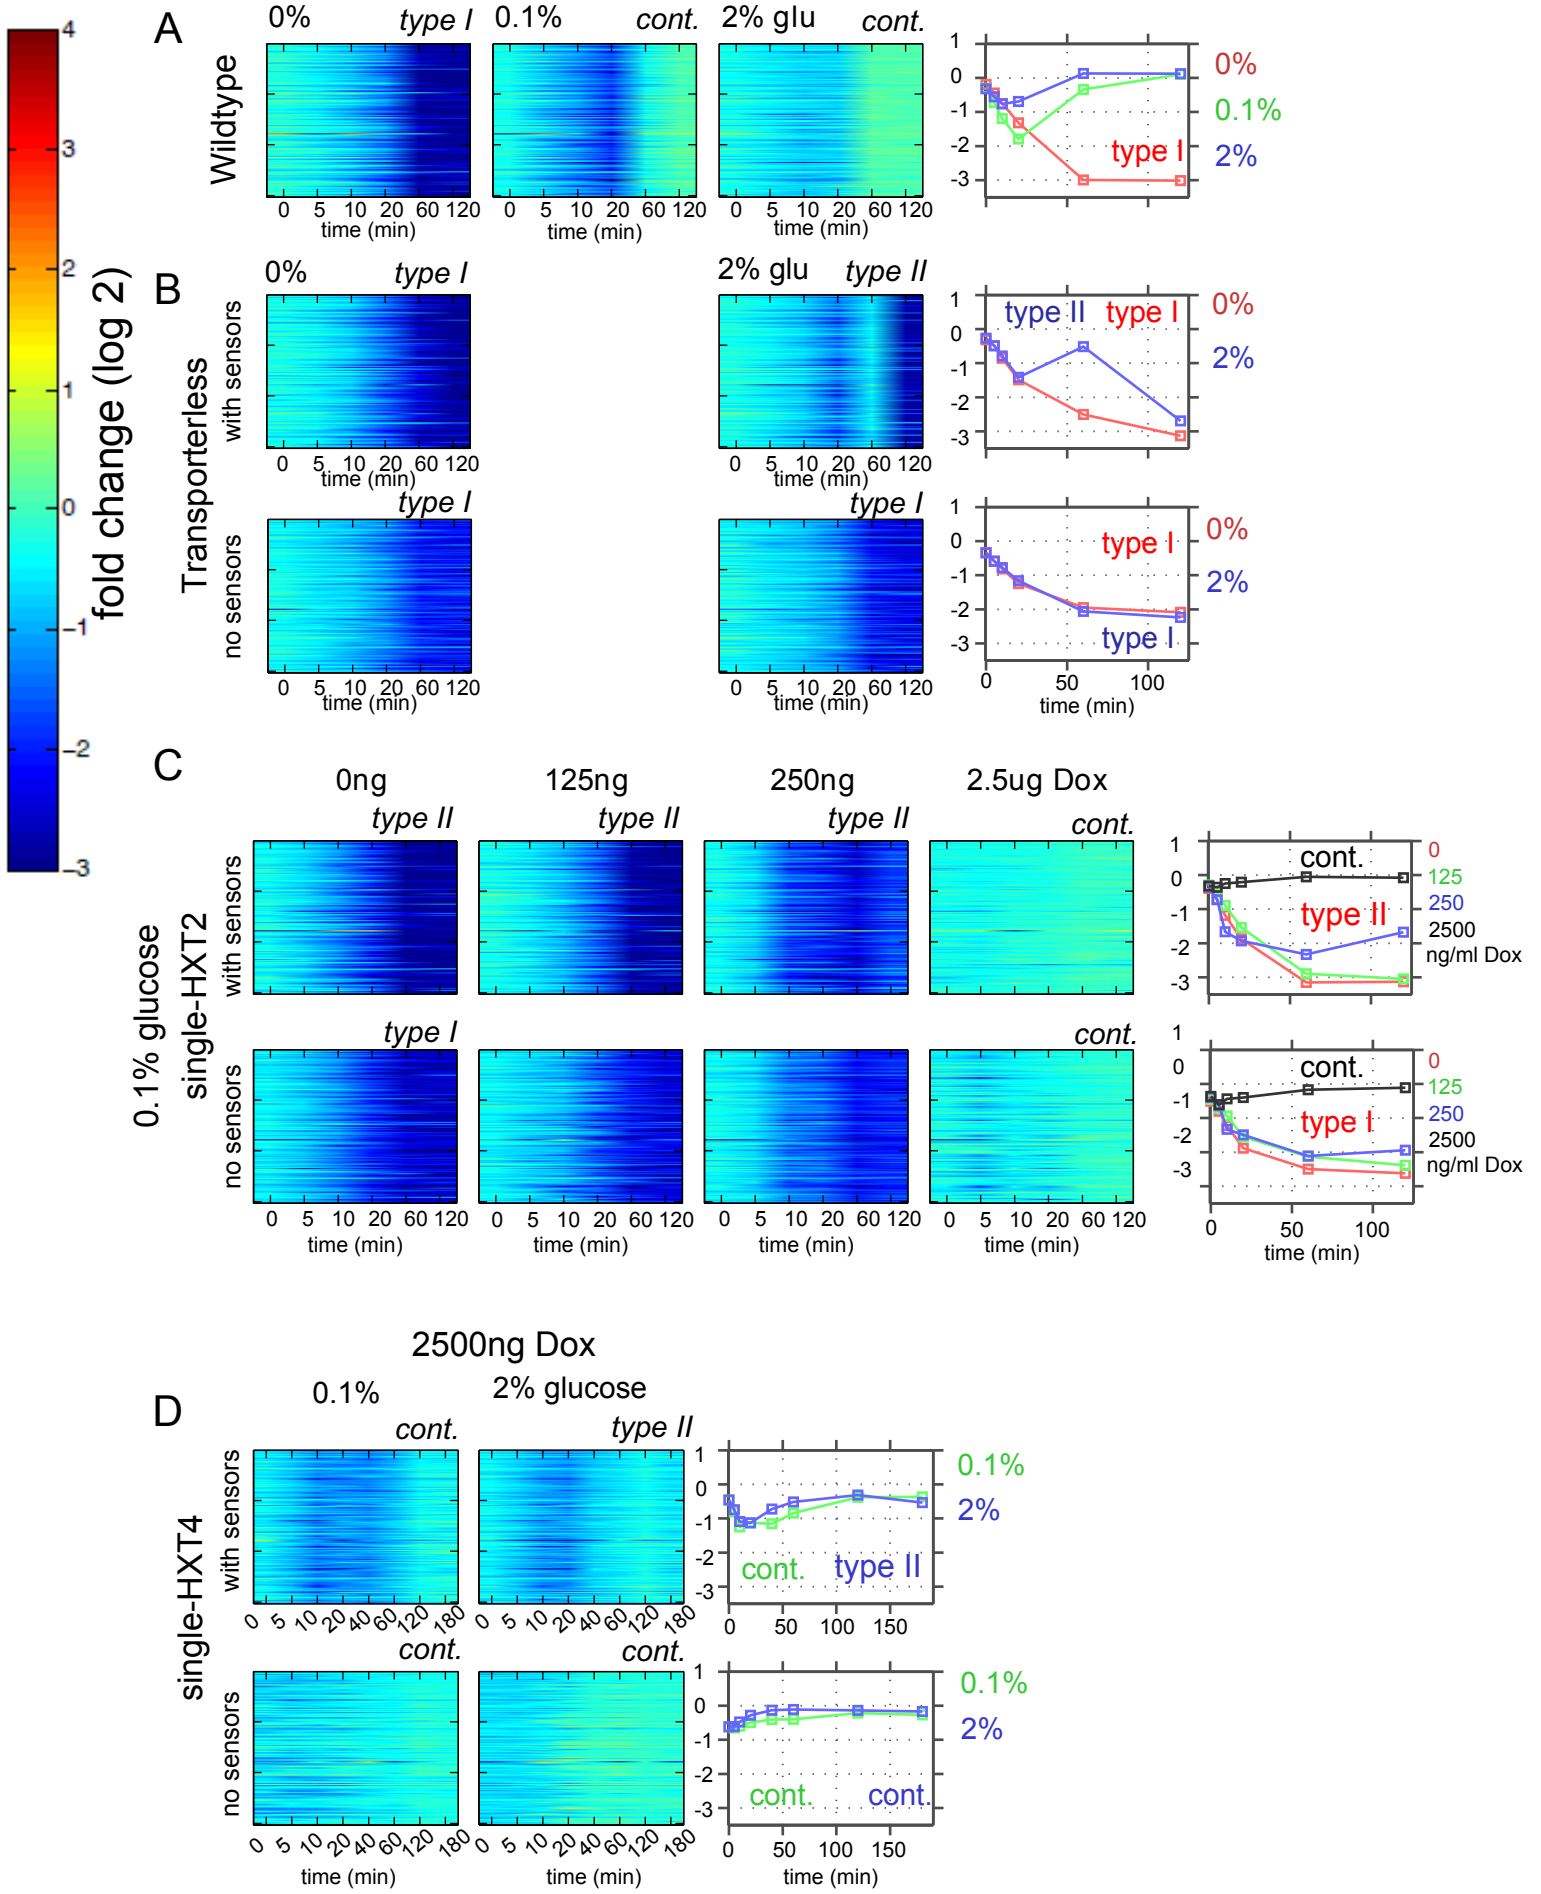 4
3
2
1
0
−1
−2
−3
fold change (log 2)
A
0% type I 0.1% cont. 2% glu cont.
Wildtype
0 5 10 20 60 120
time (min)
0 5 10 20 60 120
time (min)
0 5 10 20 60 120
time (min)
1
0
-1
-2
-3
type I
0%
0.1%
2%
B
Transporterless
with sensors
0% type I
0 5 10 20 60 120
time (min)
2% glu type II
0 5 10 20 60 120
time (min)
1
0
-1
-2
-3
type II type I
0%
2%
no sensors
type I
0 5 10 20 60 120
time (min)
type I
0 5 10 20 60 120
time (min)
1
0
-1
-2
-3
type I
type I
0 50 100
time (min)
0%
2%
C
0.1% glucose
single-HXT2
0ng 125ng 250ng 2.5ug Dox
with sensors
type II type II type II cont.
1
0
-1
-2
-3
cont.
type II
0
125
250
2500
ng/ml Dox
no sensors
type I cont.
0 5 10 20 60 120
time (min)
0 5 10 20 60 120
time (min)
0 5 10 20 60 120
time (min)
0 5 10 20 60 120
time (min)
1
0
-1
-2
-3
cont.
type I
0 50 100
time (min)
0
125
250
2500
ng/ml Dox
2500ng Dox
D
0.1% 2% glucose
single-HXT4
with sensors
cont. type II
0 5 10 20 40 60 120 180
0 5 10 20 40 60 120 180
1
0
-1
-2
-3
cont. type II
0 50 100 150
0.1%
2%
no sensors
cont. cont.
0 5 10 20 40 60 120 180
time (min)
0 5 10 20 40 60 120 180
time (min)
1
0
-1
-2
-3
cont. cont.
0 50 100 150
time (min)
0.1%
2%